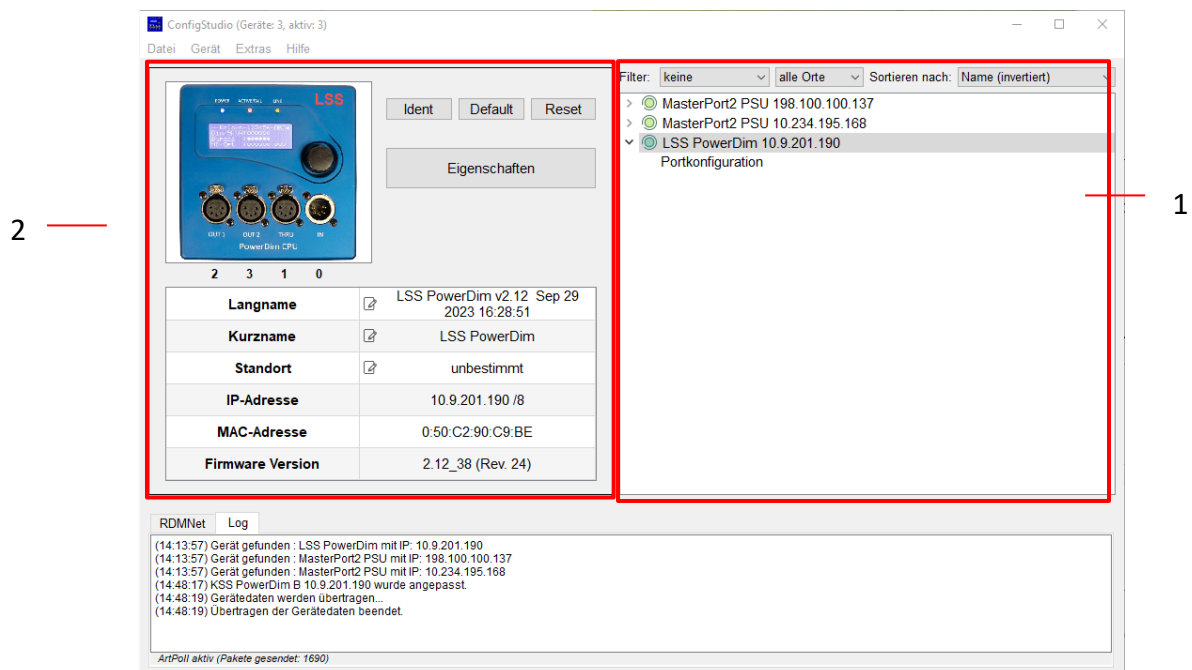 ConfigStudio (Geräte: 3, aktiv: 3)
Datei Gerät Extras Hilfe
Filter: keine alle Orte Sortieren nach: Name (invertiert)
POWER ACTIVE/FAIL LINK LSS
OUT 1 OUT 2 THRU IN
PowerDim CPU
2 3 1 0
Ident Default Reset
Eigenschaften
Langname LSS PowerDim v2.12 Sep 29
2023 16:28:51
Kurzname LSS PowerDim
Standort unbestimmt
IP-Adresse 10.9.201.190 /8
MAC-Adresse 0:50:C2:90:C9:BE
Firmware Version 2.12_38 (Rev. 24)
MasterPort2 PSU 198.100.100.137
MasterPort2 PSU 10.234.195.168
LSS PowerDim 10.9.201.190
Portkonfiguration
2
1
RDMNet Log
(14:13:57) Gerät gefunden : LSS PowerDim mit IP: 10.9.201.190
(14:13:57) Gerät gefunden : MasterPort2 PSU mit IP: 198.100.100.137
(14:13:57) Gerät gefunden : MasterPort2 PSU mit IP: 10.234.195.168
(14:48:17) KSS PowerDim B 10.9.201.190 wurde angepasst.
(14:48:19) Gerätedaten werden übertragen...
(14:48:19) Übertragen der Gerätedaten beendet.
ArtPoll aktiv (Pakete gesendet: 1690)